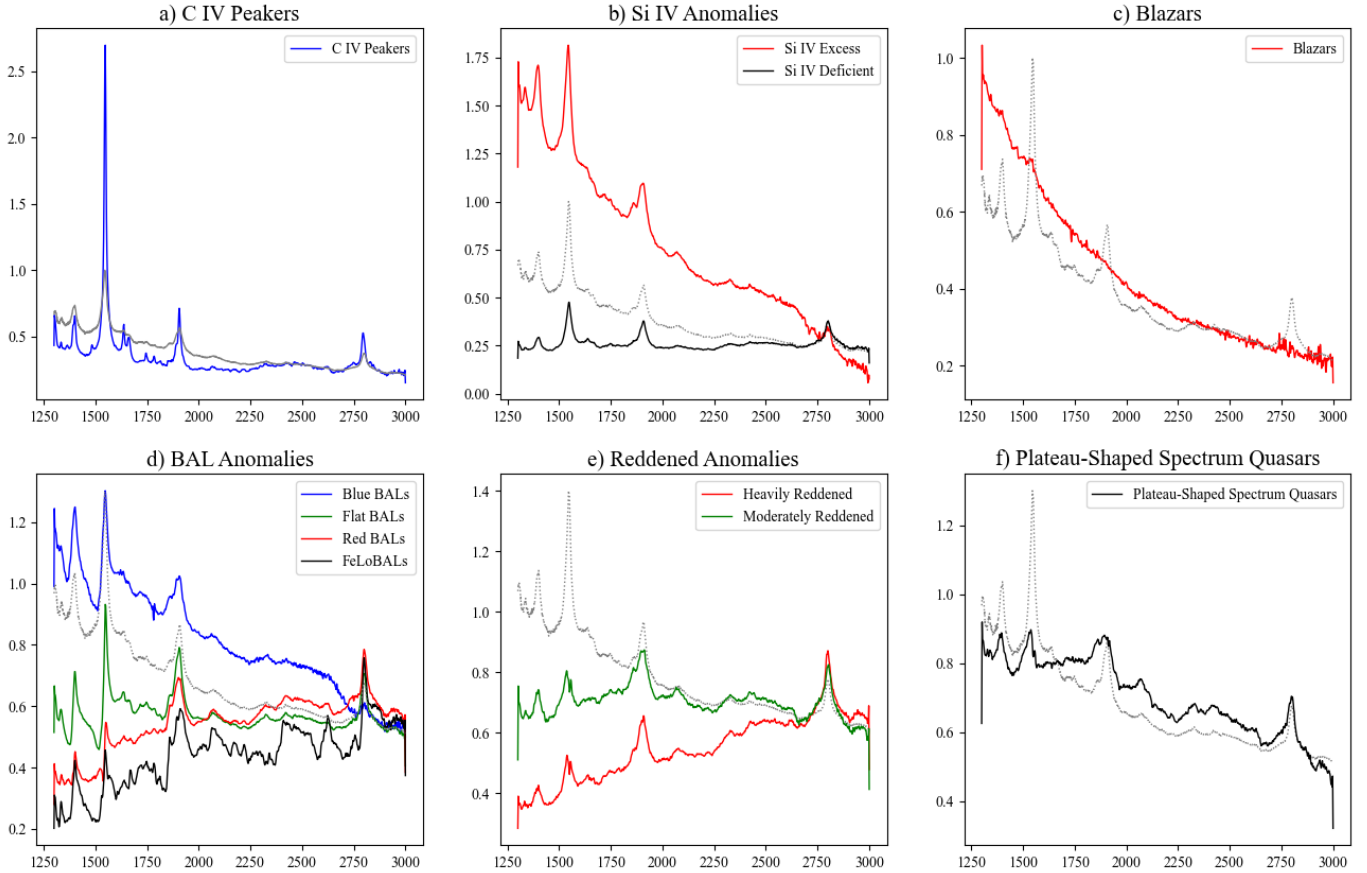 a) C IV Peakers
C IV Peakers
2.5
2.0
1.5
1.0
0.5
1250 1500 1750 2000 2250 2500 2750 3000
b) Si IV Anomalies
Si IV Excess
Si IV Deficient
1.75
1.50
1.25
1.00
0.75
0.50
0.25
0.00
1250 1500 1750 2000 2250 2500 2750 3000
c) Blazars
Blazars
1.0
0.8
0.6
0.4
0.2
1250 1500 1750 2000 2250 2500 2750 3000
d) BAL Anomalies
Blue BALs
Flat BALs
Red BALs
FeLoBALs
1.2
1.0
0.8
0.6
0.4
0.2
1250 1500 1750 2000 2250 2500 2750 3000
e) Reddened Anomalies
Heavily Reddened
Moderately Reddened
1.4
1.2
1.0
0.8
0.6
0.4
1250 1500 1750 2000 2250 2500 2750 3000
f) Plateau-Shaped Spectrum Quasars
Plateau-Shaped Spectrum Quasars
1.2
1.0
0.8
0.6
0.4
1250 1500 1750 2000 2250 2500 2750 3000